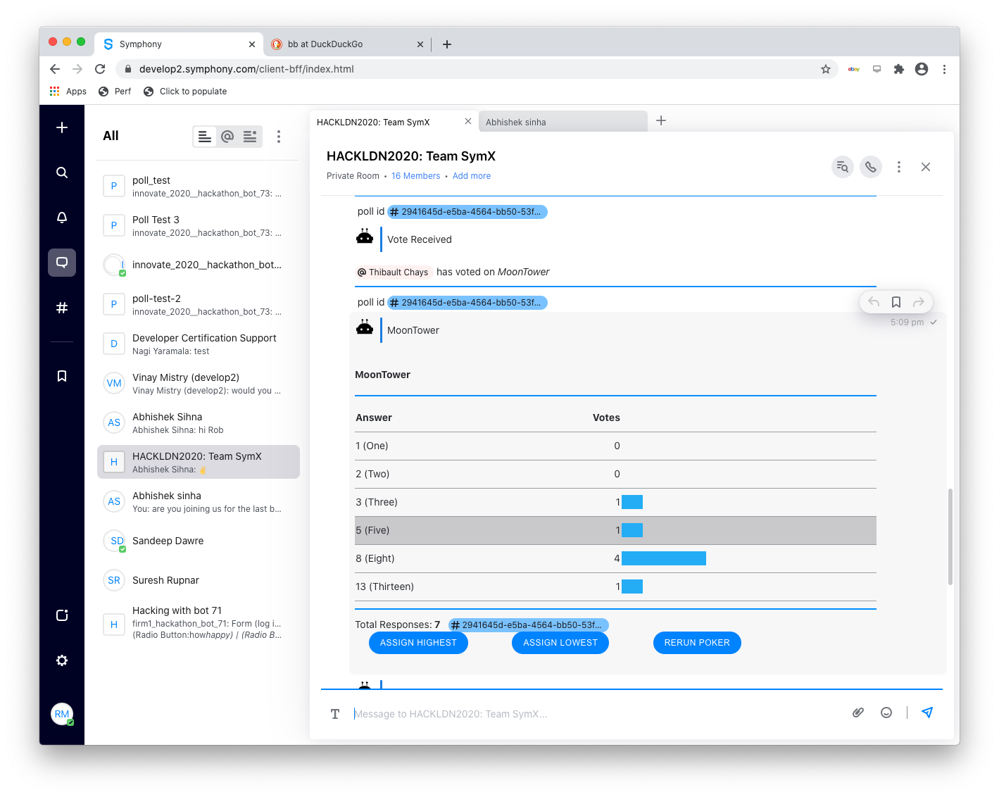 Symphony
bb at DuckDuckGo
develop2.symphony.com/client-bff/index.html
ebay
Apps
Perf
Click to populate
All
poll_test
innovate_2020__hackathon_bot_73: ...
Poll Test 3
innovate_2020__hackathon_bot_73: ...
I
innovate_2020__hackathon_bot...
poll-test-2
innovate_2020__hackathon_bot_73: ...
Developer Certification Support
Nagi Yaramala: test
Vinay Mistry (develop2)
Vinay Mistry (develop2): would you ...
Abhishek Sihna
Abhishek Sihna: hi Rob
HACKLDN2020: Team SymX
Abhishek Sihna: ✌️
Abhishek sinha
You: are you joining us for the last b...
Sandeep Dawre
Suresh Rupnar
Hacking with bot 71
firm1_hackathon_bot_71: Form (log i...
(Radio Button:howhappy) | (Radio B...
P
P
P
D
VM
AS
H
AS
SD
SR
H
RM
HACKLDN2020: Team SymX
Abhishek sinha
HACKLDN2020: Team SymX
Private Room • 16 Members • Add more
poll id # 2941645d-e5ba-4564-bb50-53f...
Vote Received
@ Thibault Chays has voted on MoonTower
poll id # 2941645d-e5ba-4564-bb50-53f...
5:09 pm
MoonTower
MoonTower
Answer Votes
1 (One) 0
2 (Two) 0
3 (Three) 1
5 (Five) 1
8 (Eight) 4
13 (Thirteen) 1
Total Responses: 7 # 2941645d-e5ba-4564-bb50-53f...
ASSIGN HIGHEST ASSIGN LOWEST RERUN POKER
T Message to HACKLDN2020: Team SymX...